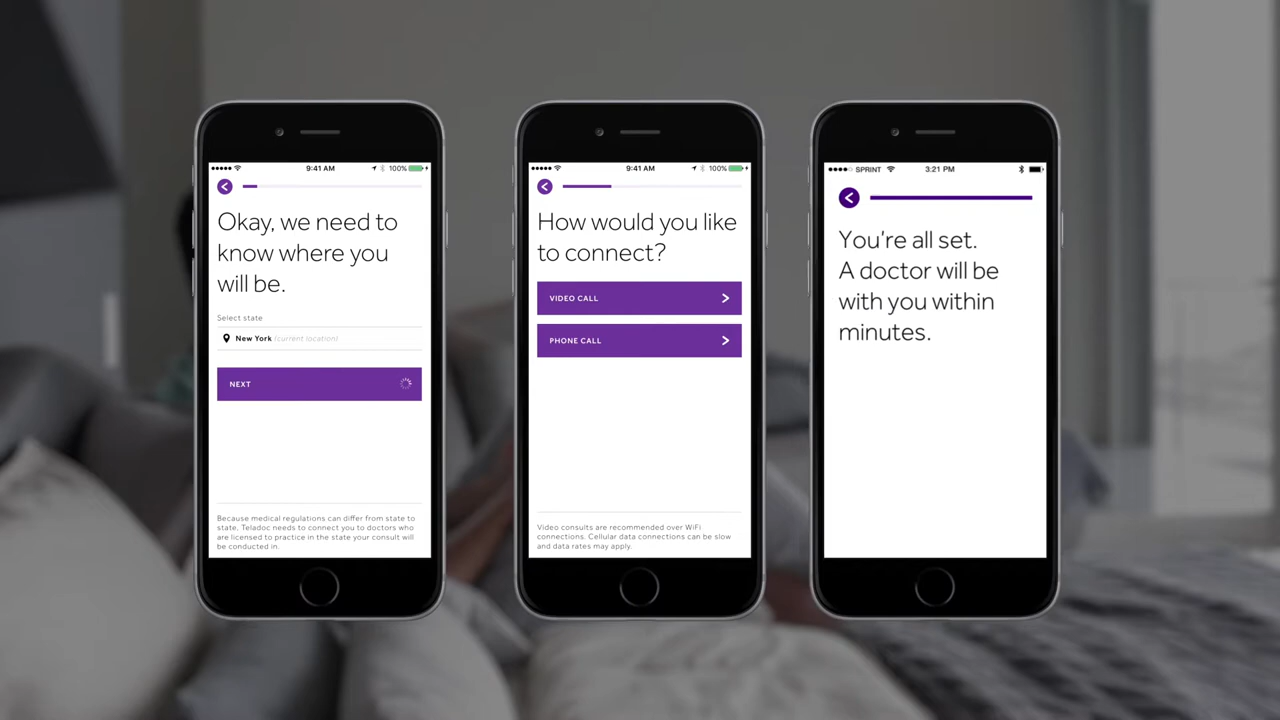 9:41 AM
100%
Okay, we need to
know where you
will be.
Select state
New York (current location)
NEXT
Because medical regulations can differ from state to
state, Teladoc needs to connect you to doctors who
are licensed to practice in the state your consult will
be conducted in.
9:41 AM
100%
How would you like
to connect?
VIDEO CALL
PHONE CALL
Video consults are recommended over WiFi
connections. Cellular data connections can be slow
and data rates may apply.
SPRINT
3:21 PM
You're all set.
A doctor will be
with you within
minutes.